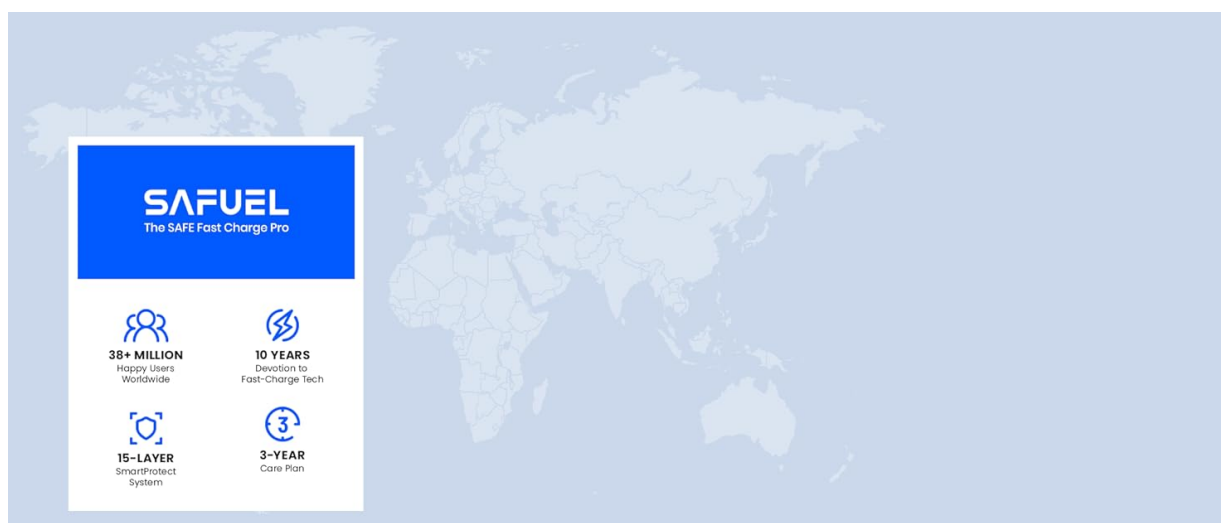 SAFUEL
The SAFE Fast Charge Pro
38+ MILLION
Happy Users
Worldwide
10 YEARS
Devotion to
Fast-Charge Tech
15-LAYER
SmartProtect
System
3
3-YEAR
Care Plan